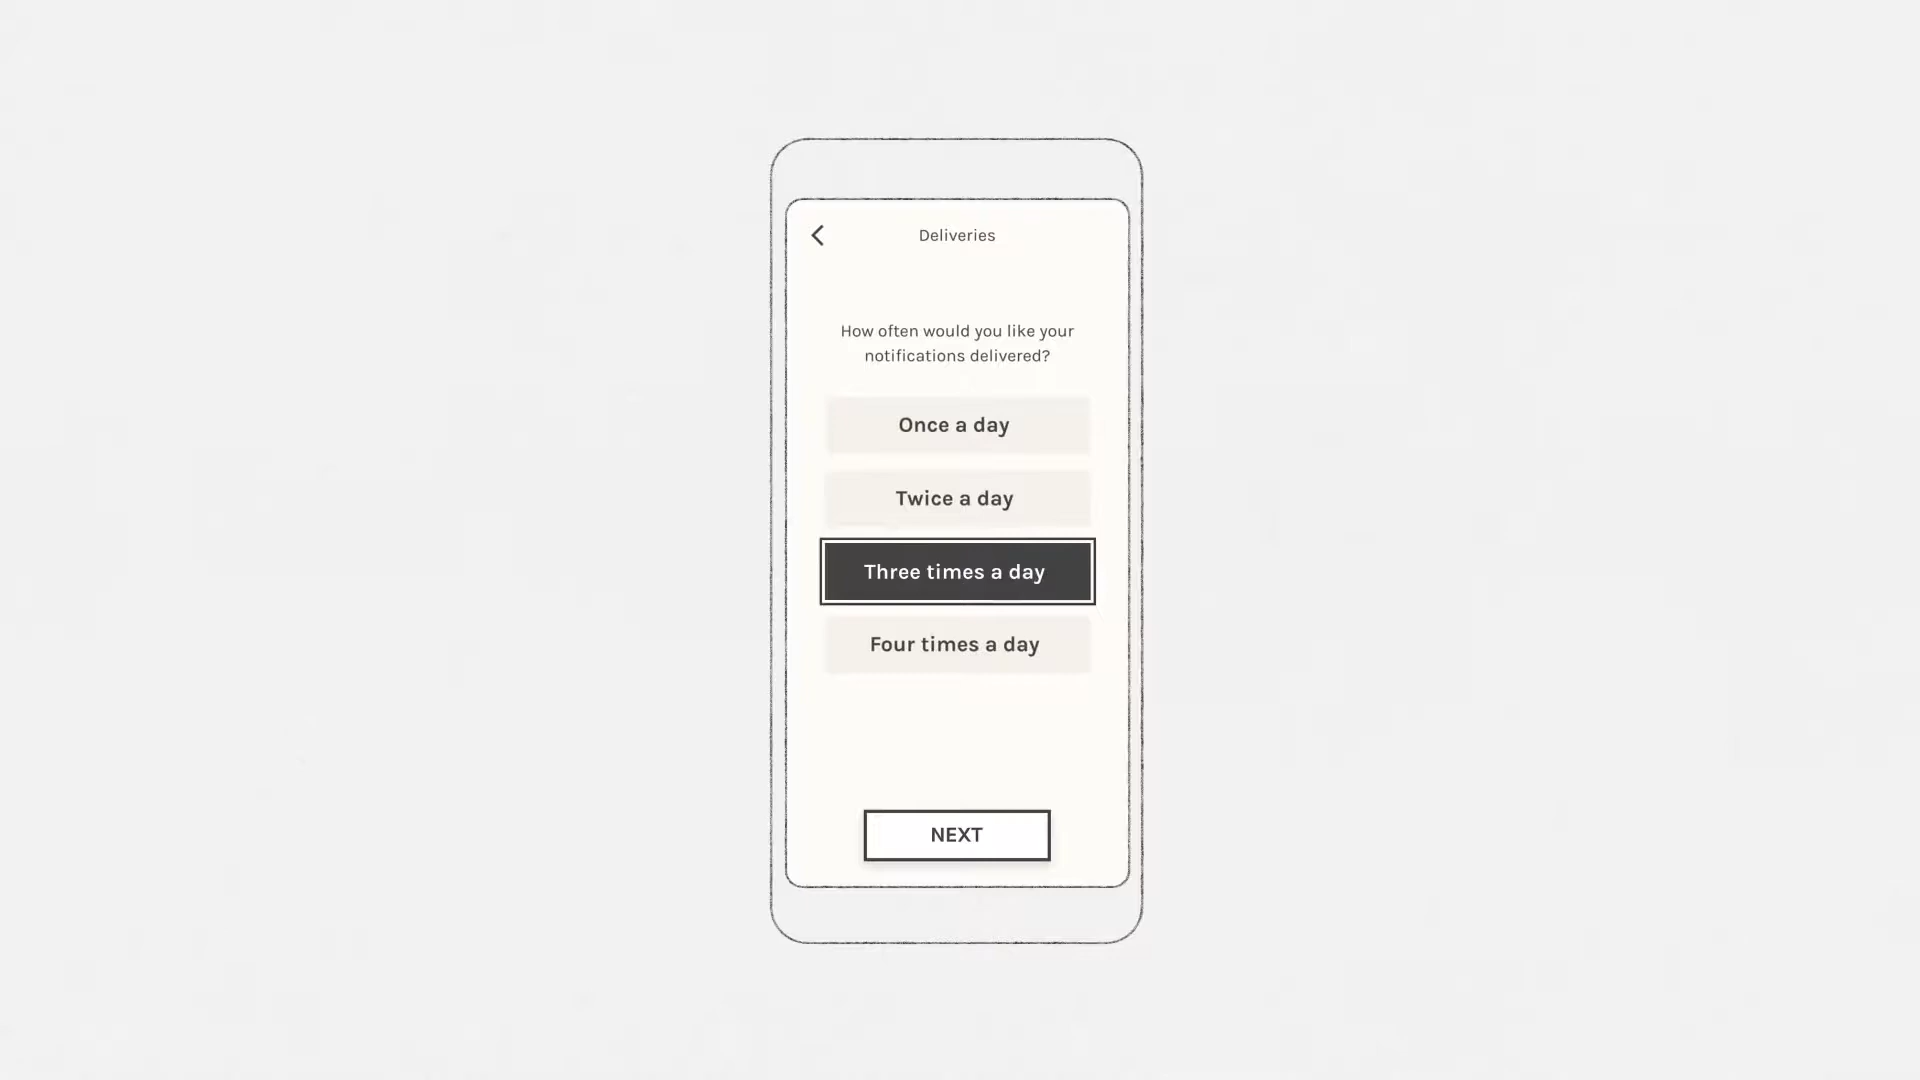 Deliveries
How often would you like your
notifications delivered?
Once a day
Twice a day
Three times a day
Four times a day
NEXT